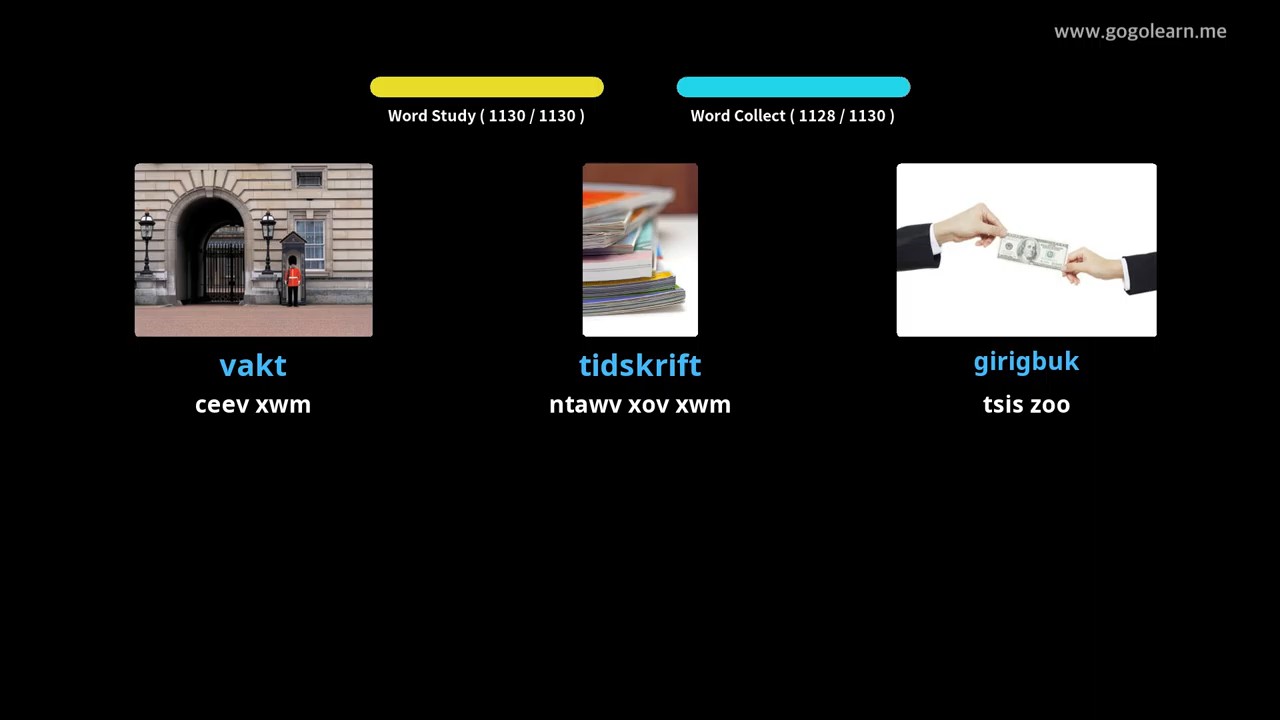 www.gogolearn.me
Word Study ( 1130 / 1130 )
Word Collect ( 1128 / 1130 )
vakt
tidskrift
girigbuk
ceev xwm
ntawv xov xwm
tsis zoo